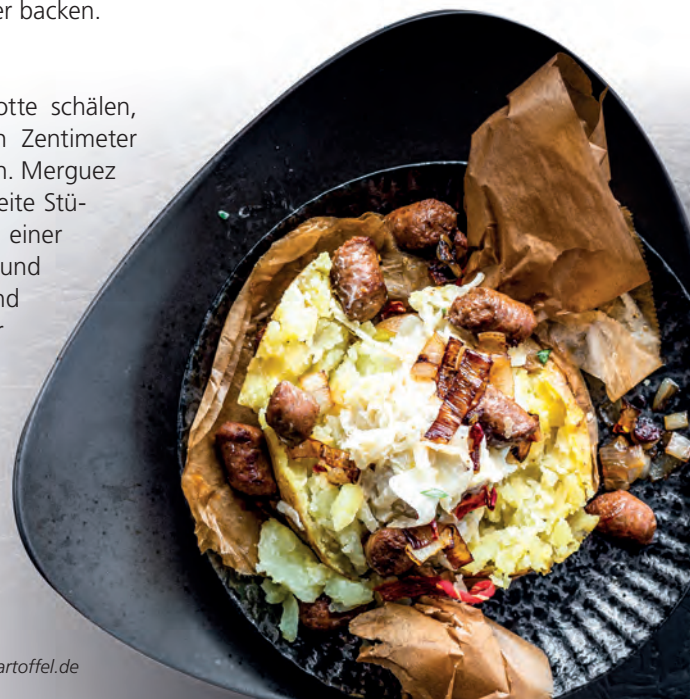 er backen.
otte schälen,
n Zentimeter
n. Merguez
eite Stü-
einer
und
nd
r
artoffel.de